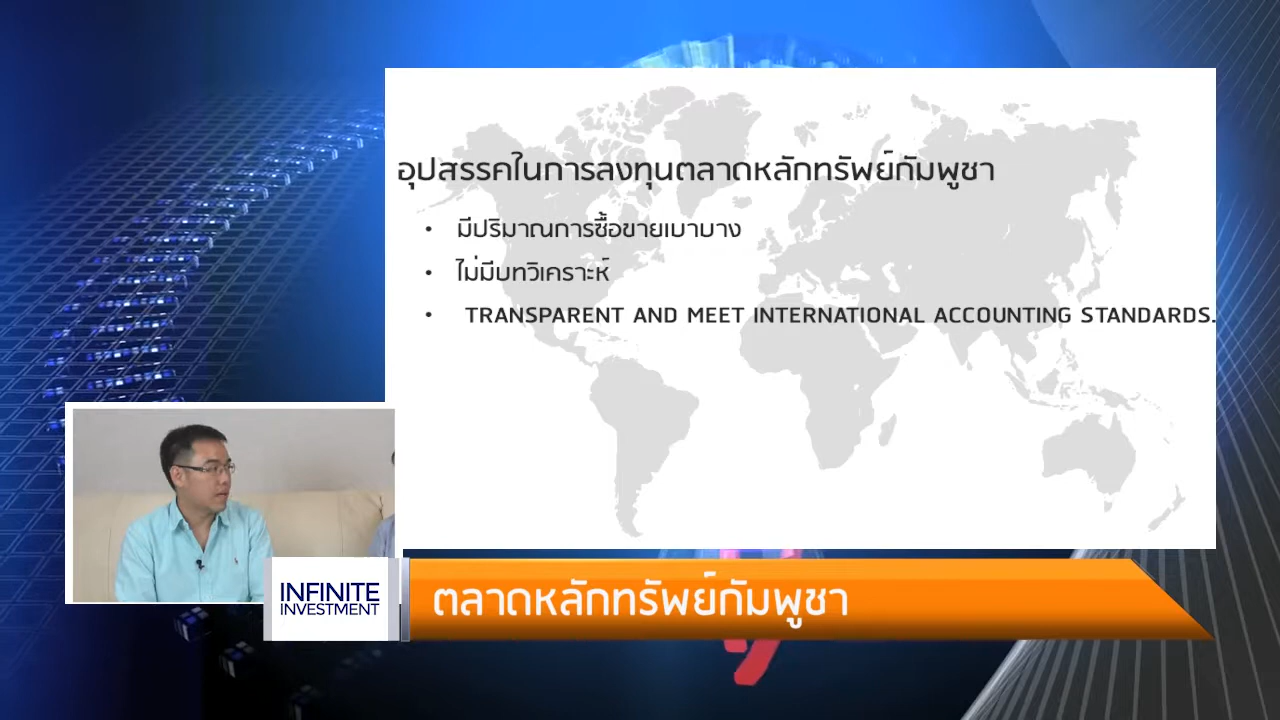 อุปสรรคในการลงทุนตลาดหลักทรัพย์กัมพูชา
• มีปริมาณการซื้อขายเบาบาง
• ไม่มีบทวิเคราะห์
• TRANSPARENT AND MEET INTERNATIONAL ACCOUNTING STANDARDS.
INFINITE
INVESTMENT
ตลาดหลักทรัพย์กัมพูชา